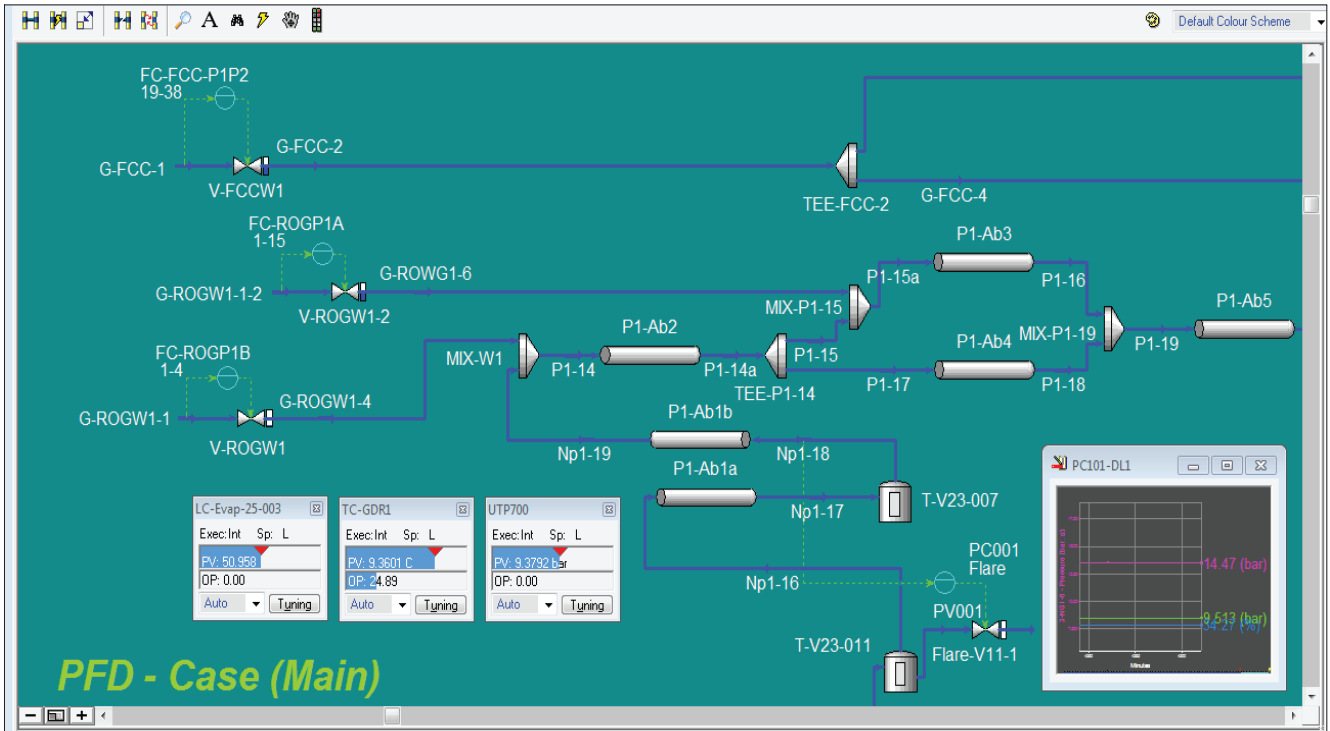 A
Default Colour Scheme
FC-FCC-P1P2
19-38
G-FCC-2
G-FCC-1
V-FCCW1
TEE-FCC-2
G-FCC-4
FC-ROGP1A
1-15
G-ROWG1-6
G-ROGW1-1-2
V-ROGW1-2
P1-Ab3
P1-15a
P1-16
MIX-P1-15
P1-Ab5
FC-ROGP1B
1-4
MIX-W1
P1-Ab2
P1-15
P1-Ab4
MIX-P1-19
P1-19
P1-14
P1-14a
TEE-P1-14
P1-17
P1-18
G-ROGW1-4
G-ROGW1-1
V-ROGW1
P1-Ab1b
Np1-19
Np1-18
P1-Ab1a
T-V23-007
Np1-17
Np1-16
PC001
Flare
PV001
T-V23-011
Flare-V11-1
LC-Evap-25-003
Exec:Int Sp: L
PV: 50.958
OP: 0.00
Auto
Tuning
TC-GDR1
Exec:Int Sp: L
PV: 9.3601 C
OP: 24.89
Auto
Tuning
UTP700
Exec:Int Sp: L
PV: 9.3792 bar
OP: 0.00
Auto
Tuning
PC101-DL1
14.47 (bar)
9.513 (bar)
34.27 (%)
Minutes
PFD - Case (Main)